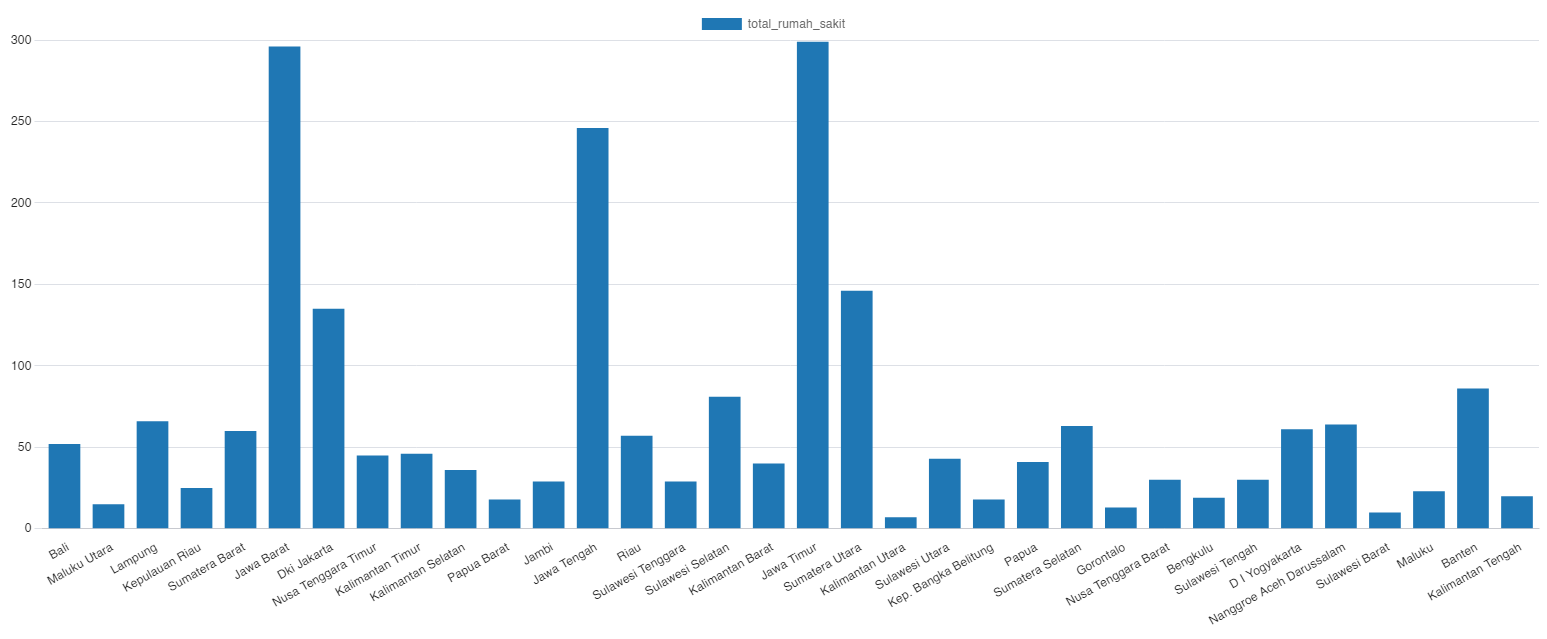 total_rumah_sakit
300
250
200
150
100
50
0
Bali
Maluku Utara
Lampung
Kepulauan Riau
Sumatera Barat
Jawa Barat
Dki Jakarta
Nusa Tenggara Timur
Kalimantan Timur
Kalimantan Selatan
Papua Barat
Jambi
Jawa Tengah
Riau
Sulawesi Tenggara
Sulawesi Selatan
Kalimantan Barat
Jawa Timur
Sumatera Utara
Kalimantan Utara
Sulawesi Utara
Kep. Bangka Belitung
Papua
Sumatera Selatan
Gorontalo
Nusa Tenggara Barat
Bengkulu
Sulawesi Tengah
D I Yogyakarta
Nanggroe Aceh Darussalam
Sulawesi Barat
Maluku
Banten
Kalimantan Tengah